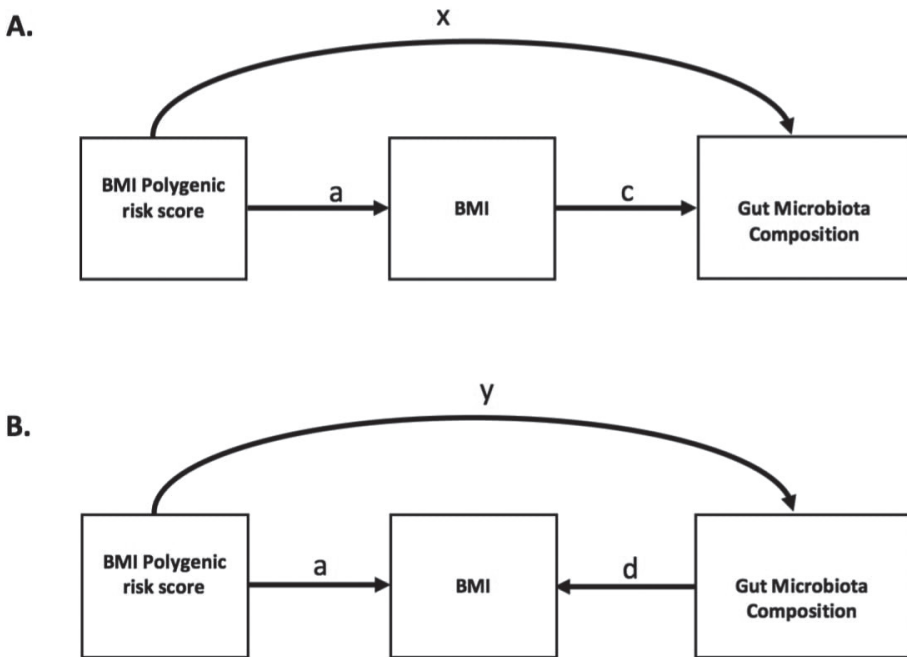 A.
x
BMI Polygenic
risk score
a
BMI
c
Gut Microbiota
Composition
B.
y
BMI Polygenic
risk score
a
BMI
d
Gut Microbiota
Composition